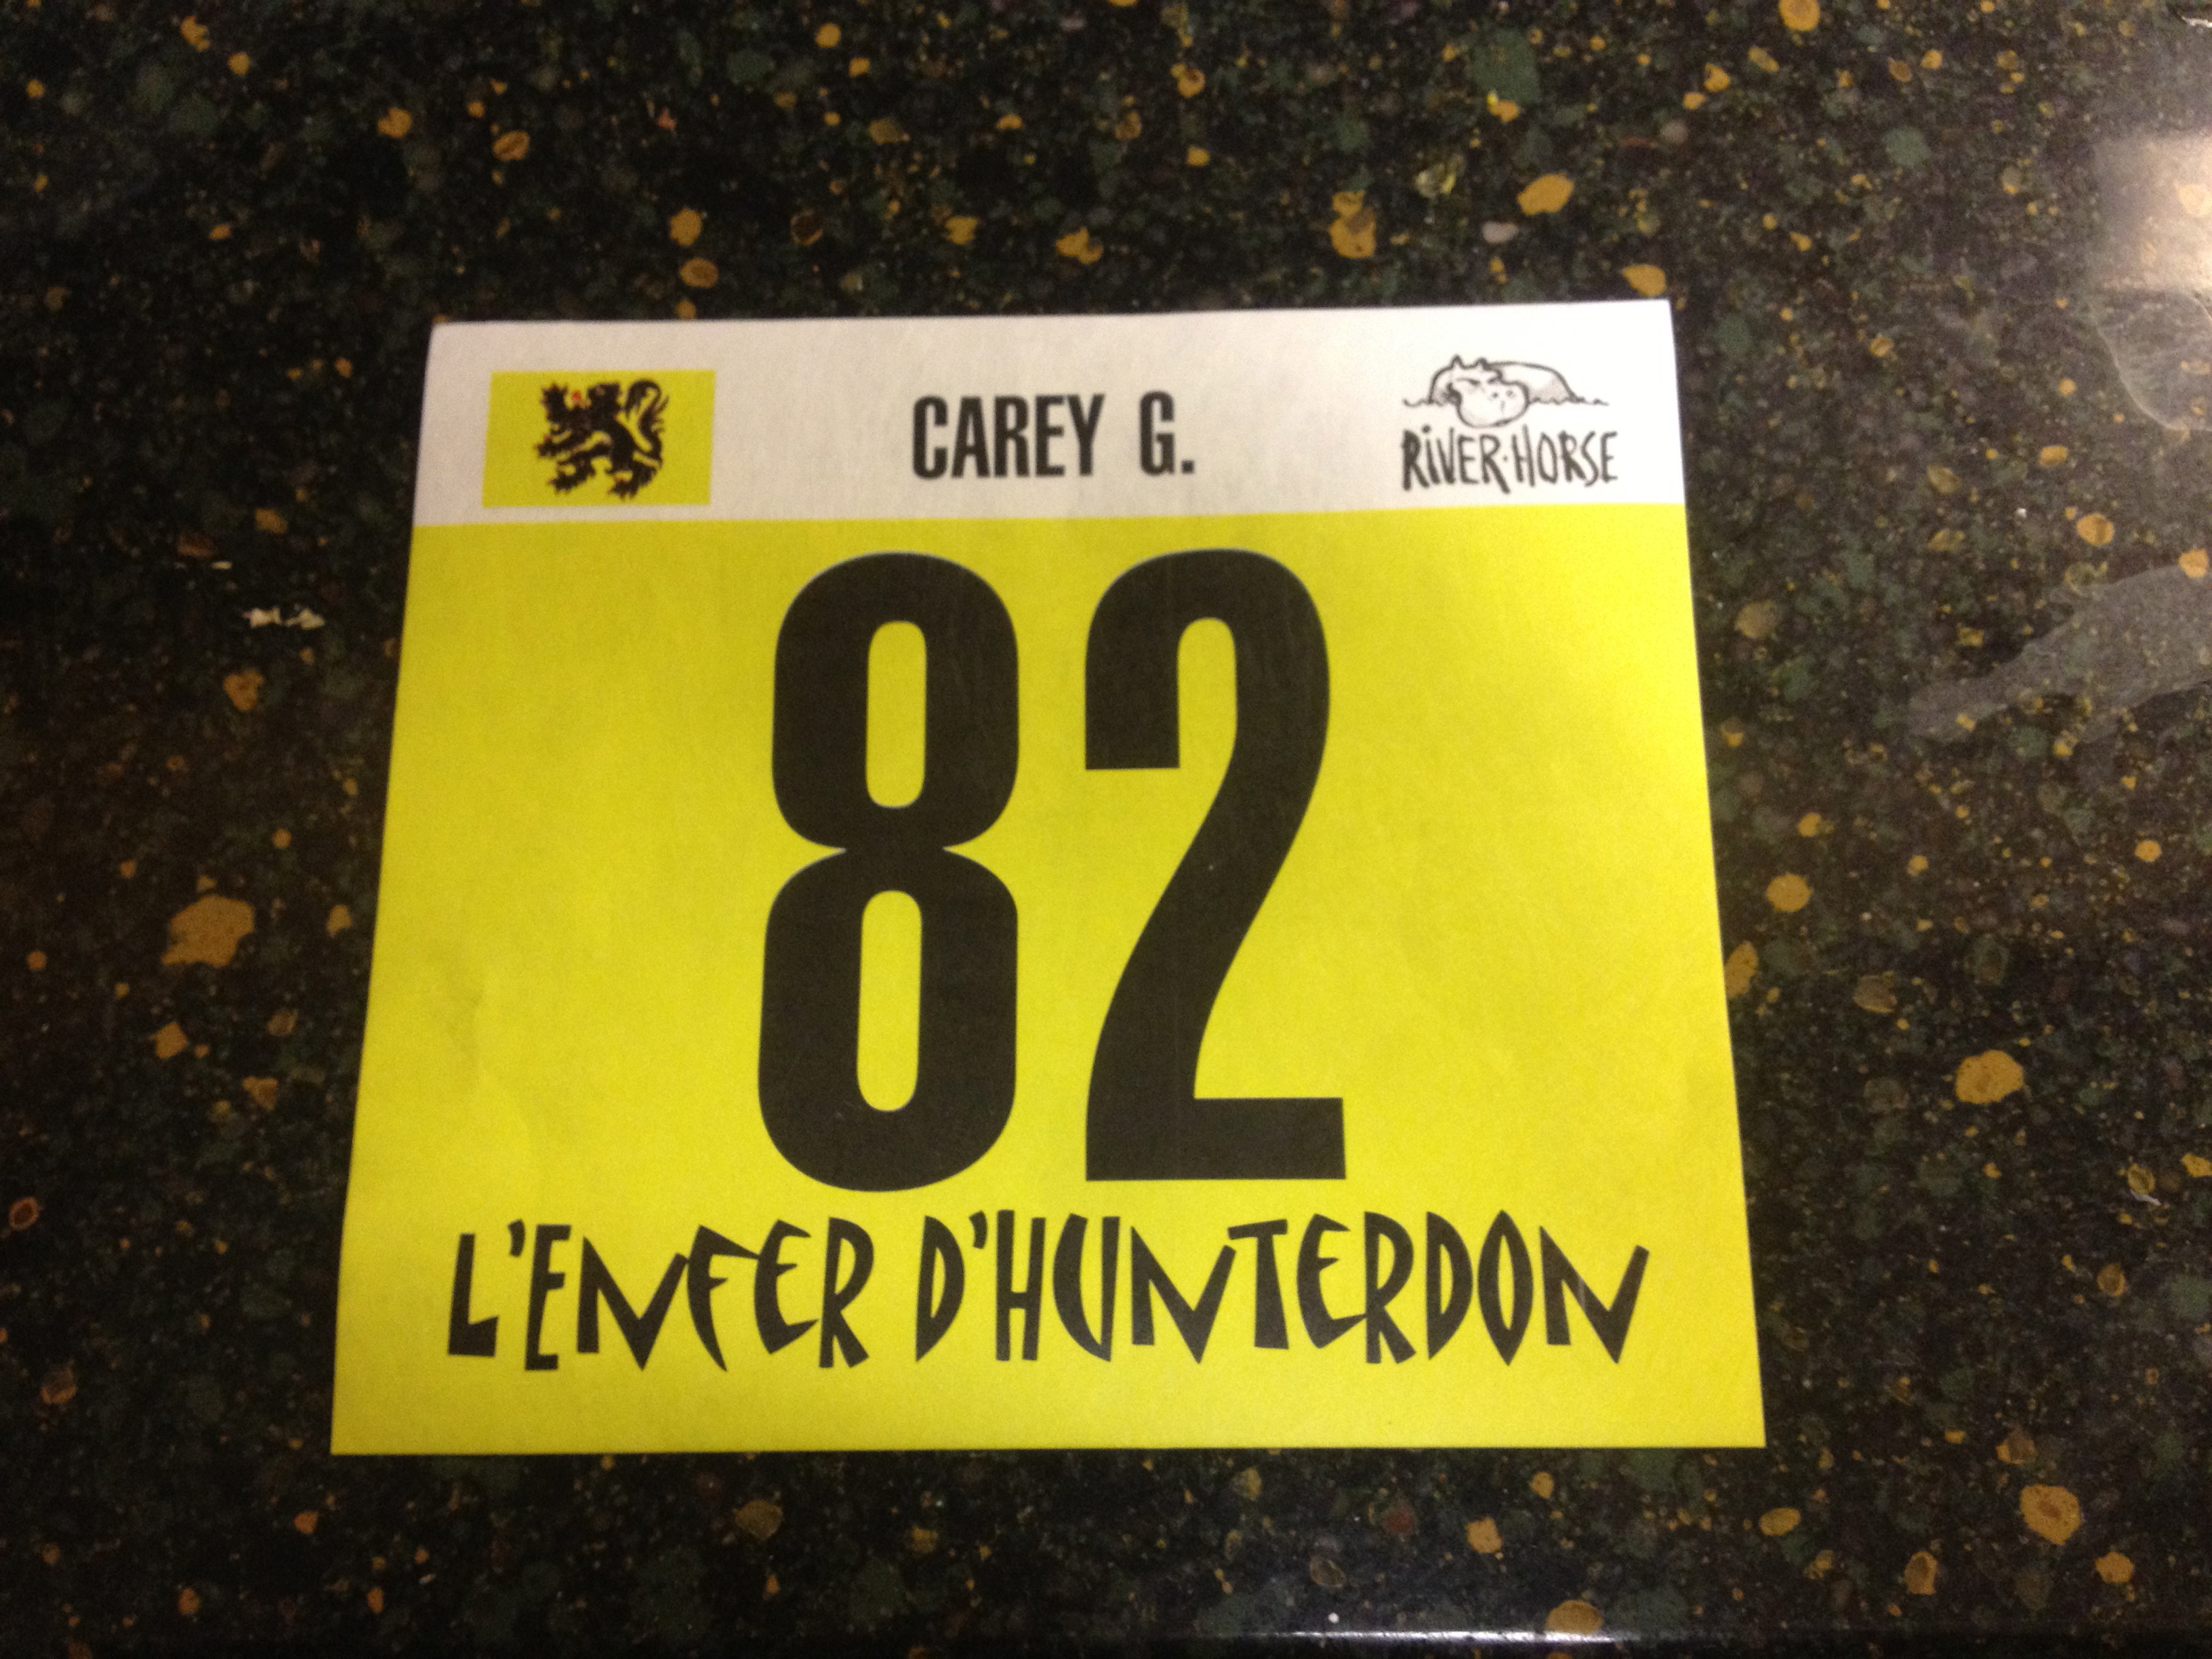 CAREY G.
RIVER·HORSE
82
L'ENFER D'HUNTERDON